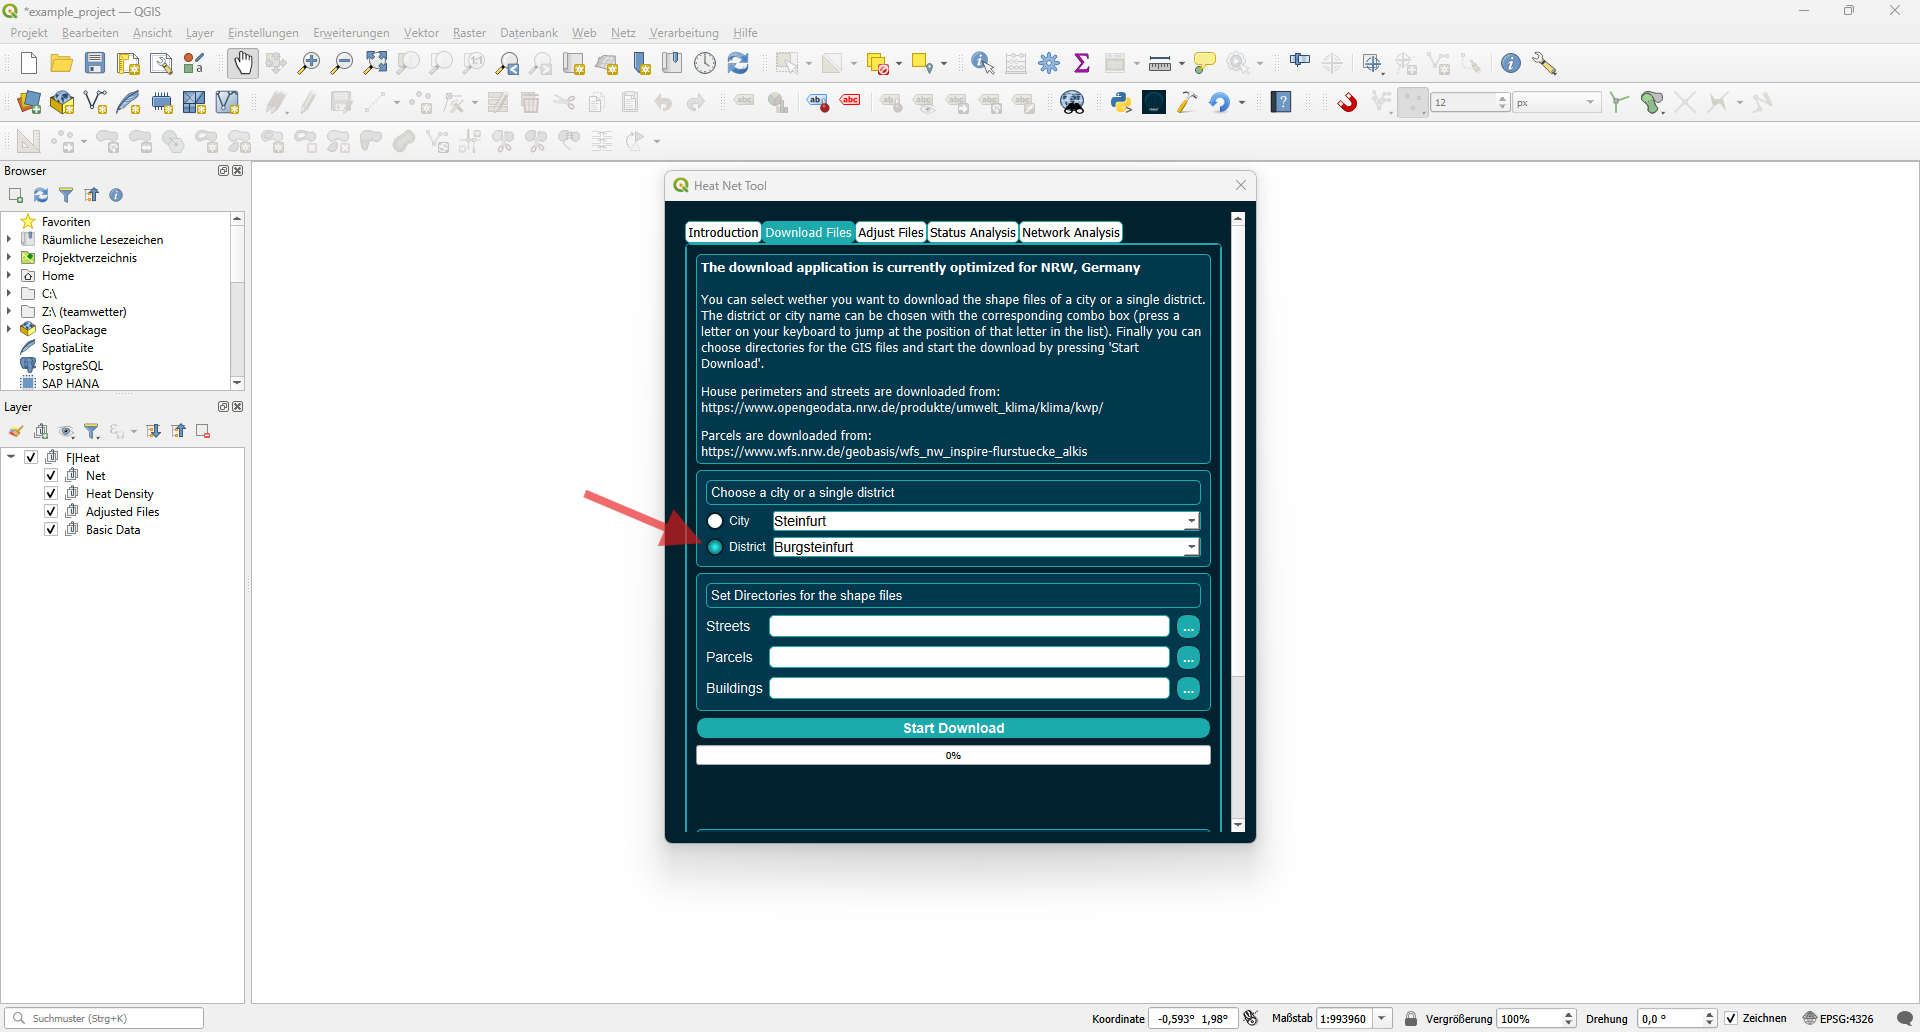 *example_project — QGIS
Projekt Bearbeiten Ansicht Layer Einstellungen Erweiterungen Vektor Raster Datenbank Web Netz Verarbeitung Hilfe
12 px
Browser
Favoriten
Räumliche Lesezeichen
Projektverzeichnis
Home
C:\
Z:\ (teamwetter)
GeoPackage
SpatiaLite
PostgreSQL
SAP HANA
Layer
F|Heat
Net
Heat Density
Adjusted Files
Basic Data
Heat Net Tool
Introduction Download Files Adjust Files Status Analysis Network Analysis
The download application is currently optimized for NRW, Germany
You can select wether you want to download the shape files of a city or a single district.
The district or city name can be chosen with the corresponding combo box (press a
letter on your keyboard to jump at the position of that letter in the list). Finally you can
choose directories for the GIS files and start the download by pressing 'Start
Download'.
House perimeters and streets are downloaded from:
https://www.opengeodata.nrw.de/produkte/umwelt_klima/klima/kwp/
Parcels are downloaded from:
https://www.wfs.nrw.de/geobasis/wfs_nw_inspire-flurstuecke_alkis
Choose a city or a single district
City Steinfurt
District Burgsteinfurt
Set Directories for the shape files
Streets ...
Parcels ...
Buildings ...
Start Download
0%
Suchmuster (Strg+K) Koordinate -0,593° 1,98° Maßstab 1:993960 Vergrößerung 100% Drehung 0,0 ° Zeichnen EPSG:4326